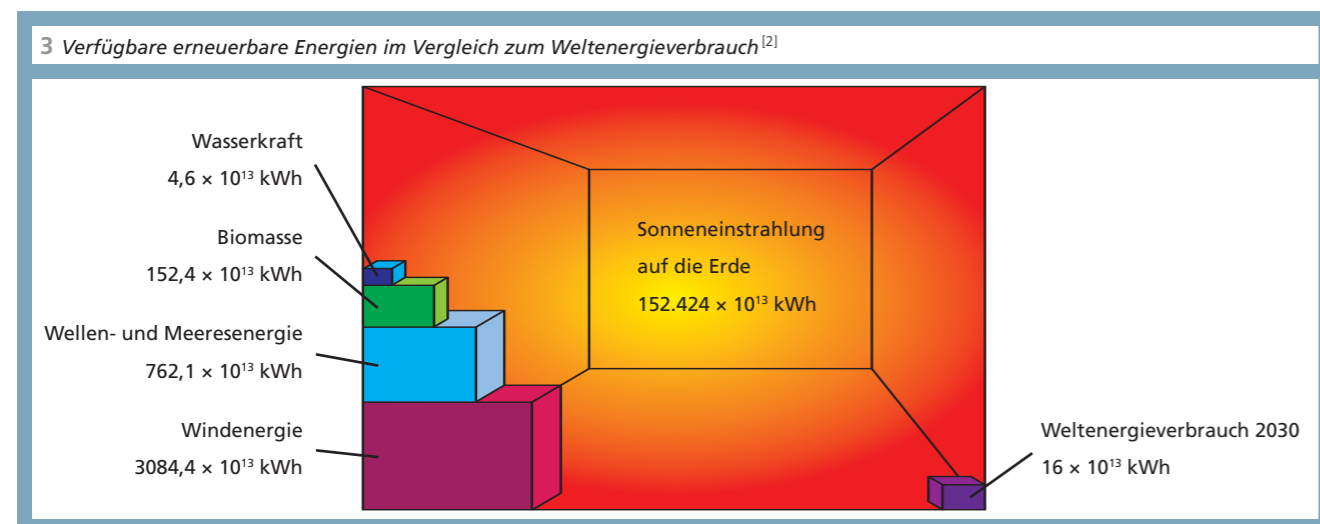 3 Verfügbare erneuerbare Energien im Vergleich zum Weltenergieverbrauch [2]
Wasserkraft
4,6 × 10¹³ kWh
Biomasse
152,4 × 10¹³ kWh
Wellen- und Meeresenergie
762,1 × 10¹³ kWh
Windenergie
3084,4 × 10¹³ kWh
Sonneneinstrahlung
auf die Erde
152.424 × 10¹³ kWh
Weltenergieverbrauch 2030
16 × 10¹³ kWh